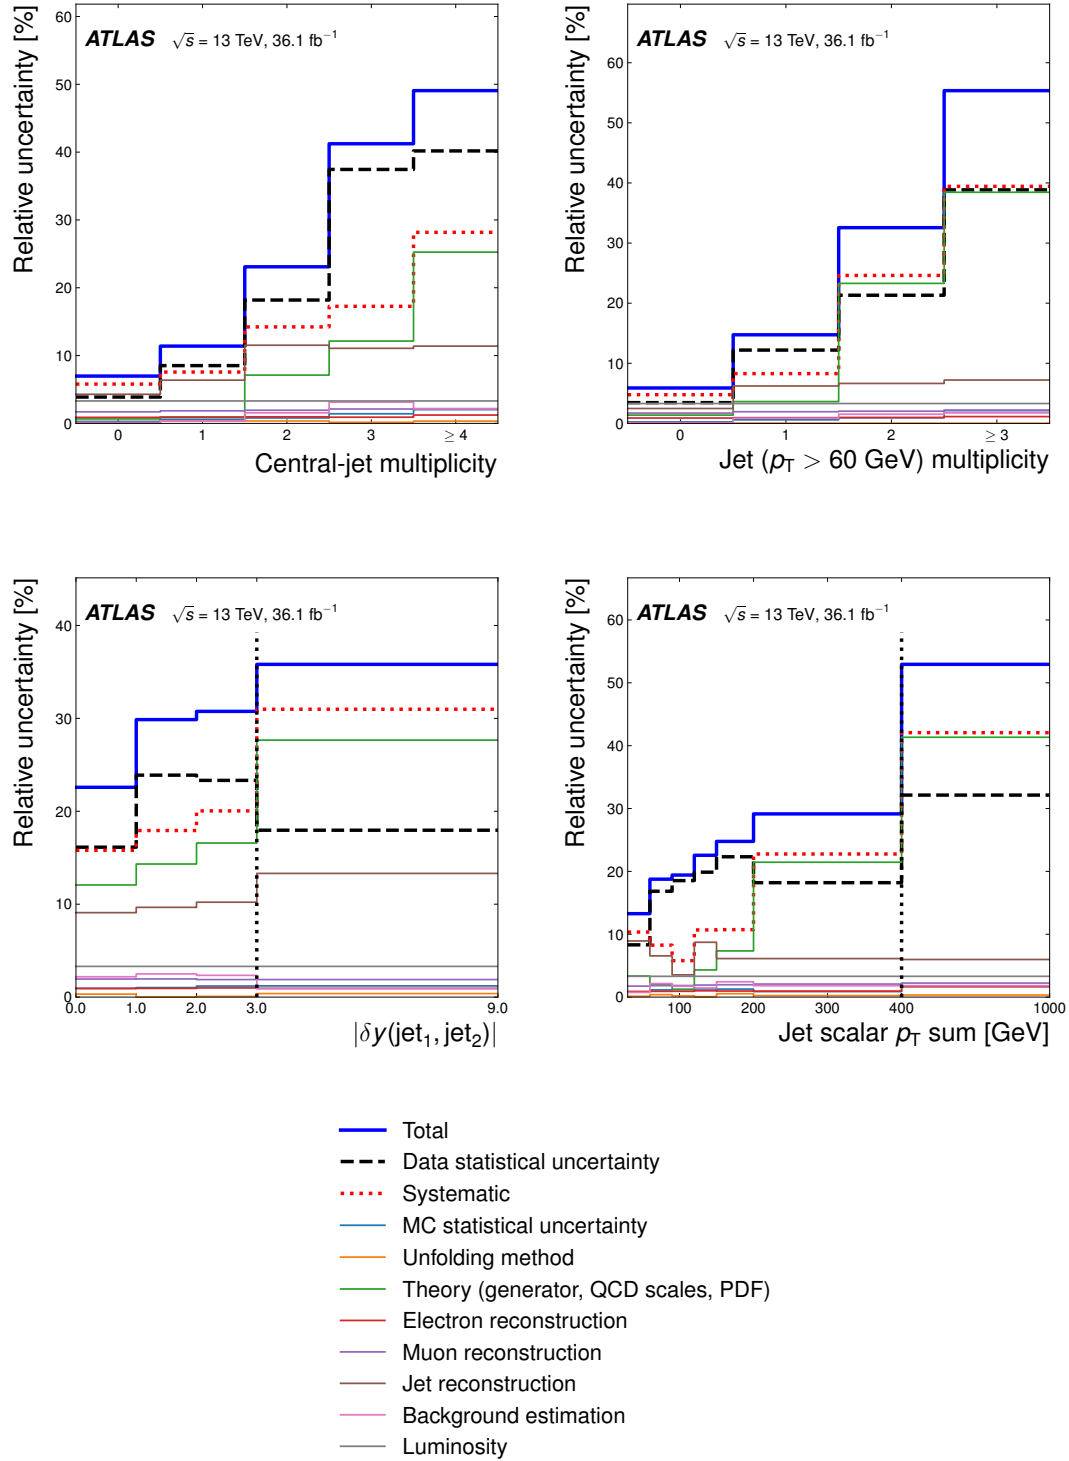 Relative uncertainty [%]
60
50
40
30
20
10
0
ATLAS √s = 13 TeV, 36.1 fb⁻¹
0 1 2 3 ≥ 4
Central-jet multiplicity
Relative uncertainty [%]
60
50
40
30
20
10
0
ATLAS √s = 13 TeV, 36.1 fb⁻¹
0 1 2 ≥ 3
Jet (p_T > 60 GeV) multiplicity
Relative uncertainty [%]
40
30
20
10
0
ATLAS √s = 13 TeV, 36.1 fb⁻¹
0.0 1.0 2.0 3.0 9.0
|δy(jet₁, jet₂)|
Relative uncertainty [%]
60
50
40
30
20
10
0
ATLAS √s = 13 TeV, 36.1 fb⁻¹
100 200 300 400 1000
Jet scalar p_T sum [GeV]
Total
Data statistical uncertainty
Systematic
MC statistical uncertainty
Unfolding method
Theory (generator, QCD scales, PDF)
Electron reconstruction
Muon reconstruction
Jet reconstruction
Background estimation
Luminosity